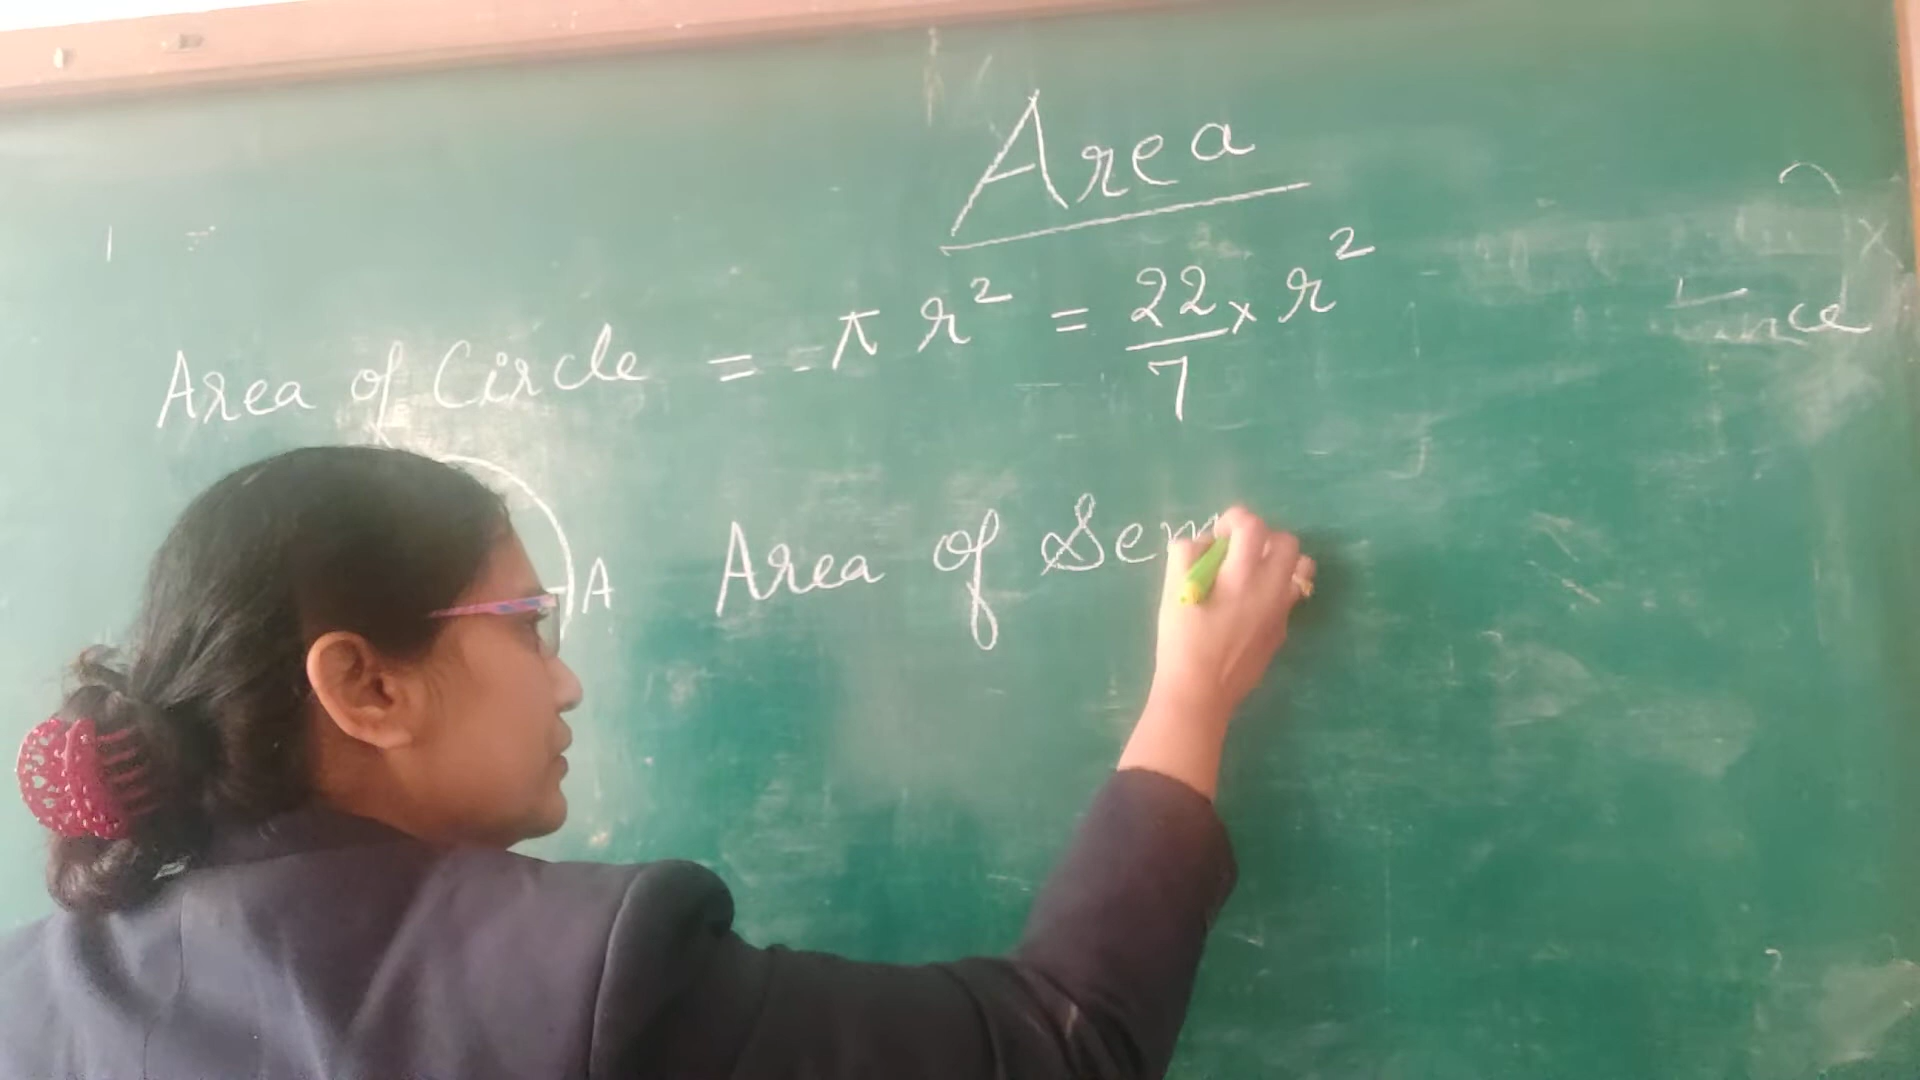 Area
Area of Circle = π r² = 22/7 × r²
A
Area of Sem